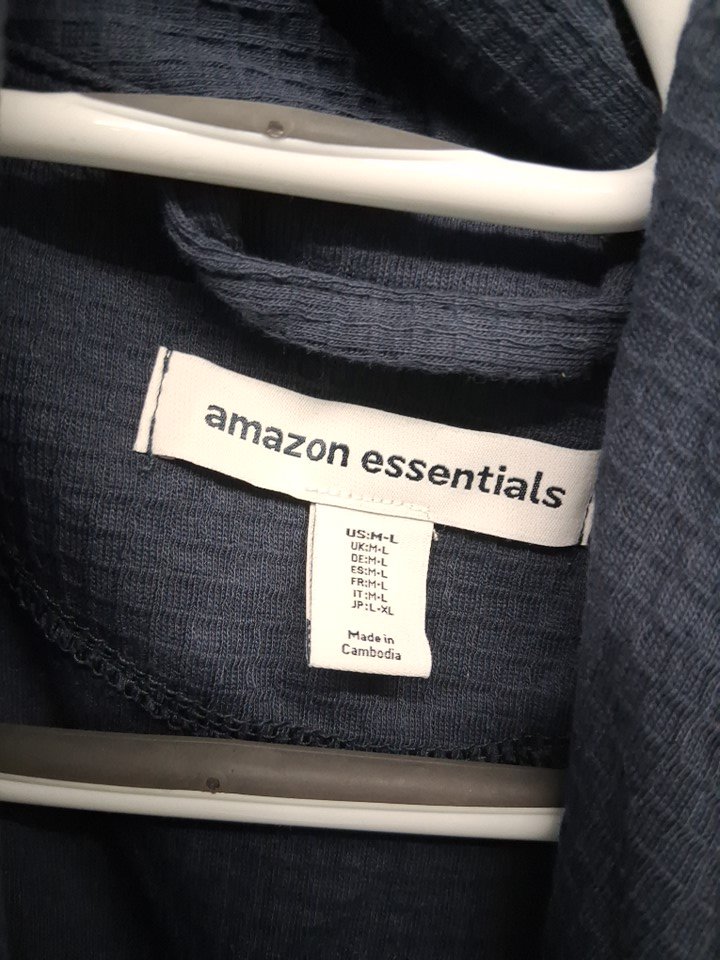 amazon essentials
US:M-L
UK:M-L
DE:M-L
ES:M-L
FR:M-L
IT:M-L
JP:L-XL
Made in
Cambodia